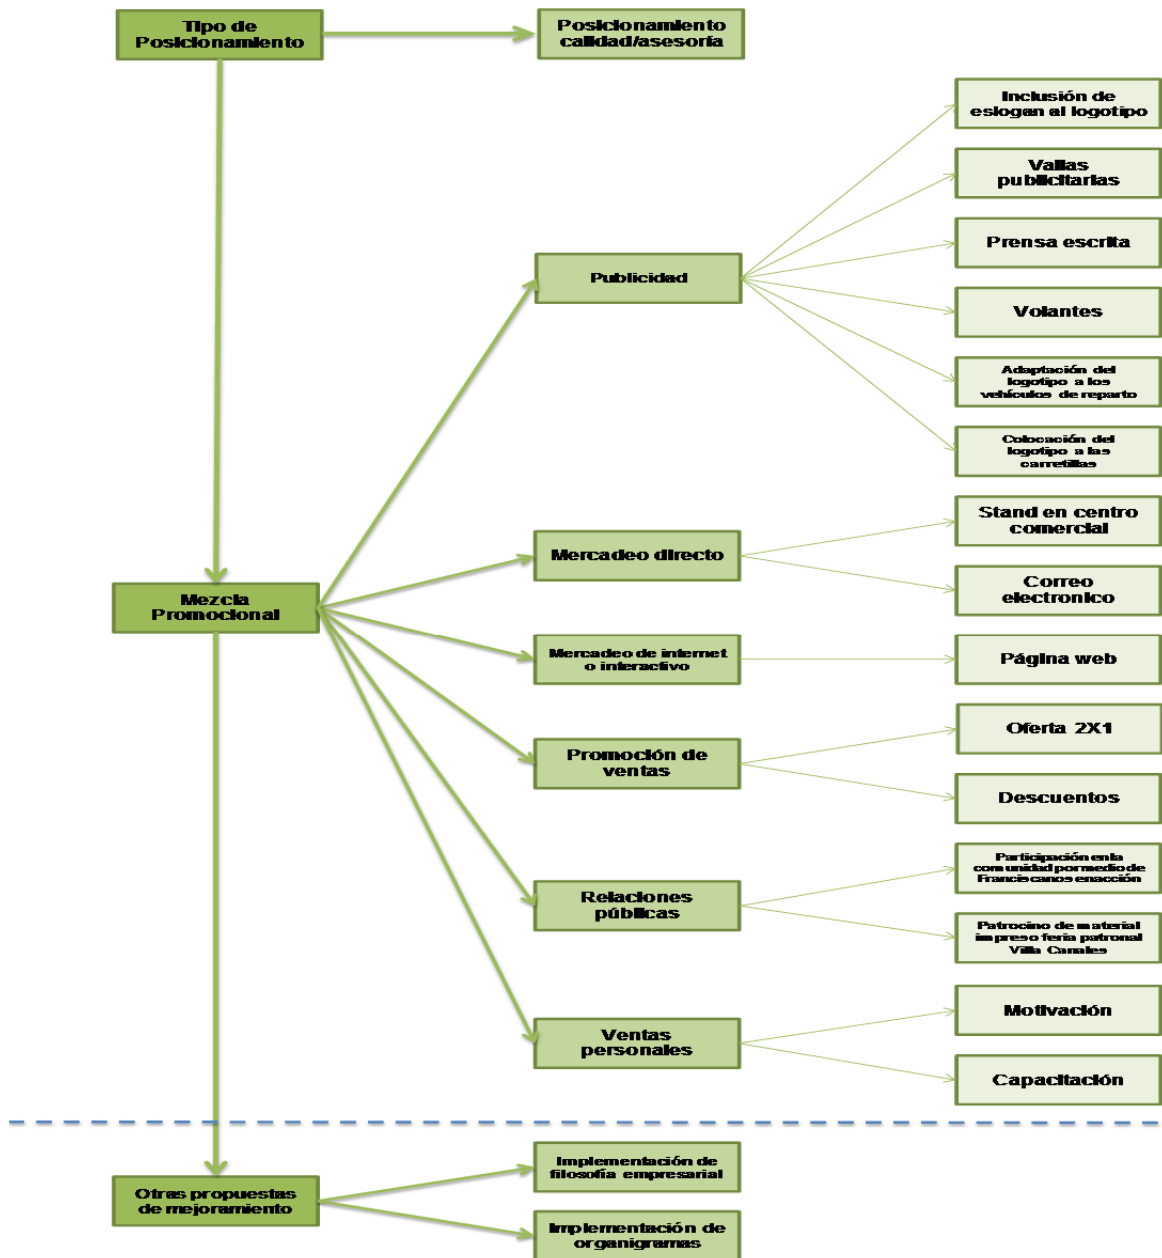 Tipo de
Posicionamiento
Posicionamiento
calidad/asesoría
Inclusión de
eslogan al logotipo
Vallas
publicitarias
Prensa escrita
Publicidad
Volantes
Adaptación del
logotipo a los
vehículos de reparto
Colocación del
logotipo a las
carretillas
Stand en centro
comercial
Mercadeo directo
Correo
electronico
Mezcla
Promocional
Mercadeo de internet
o interactivo
Página web
Oferta 2X1
Promoción de
ventas
Descuentos
Participación en la
comunidad por medio de
Franciscanos en acción
Relaciones
públicas
Patrocino de material
impreso feria patronal
Villa Canales
Motivación
Ventas
personales
Capacitación
Implementación de
filosofía empresarial
Otras propuestas
de mejoramiento
Implementación de
organigramas